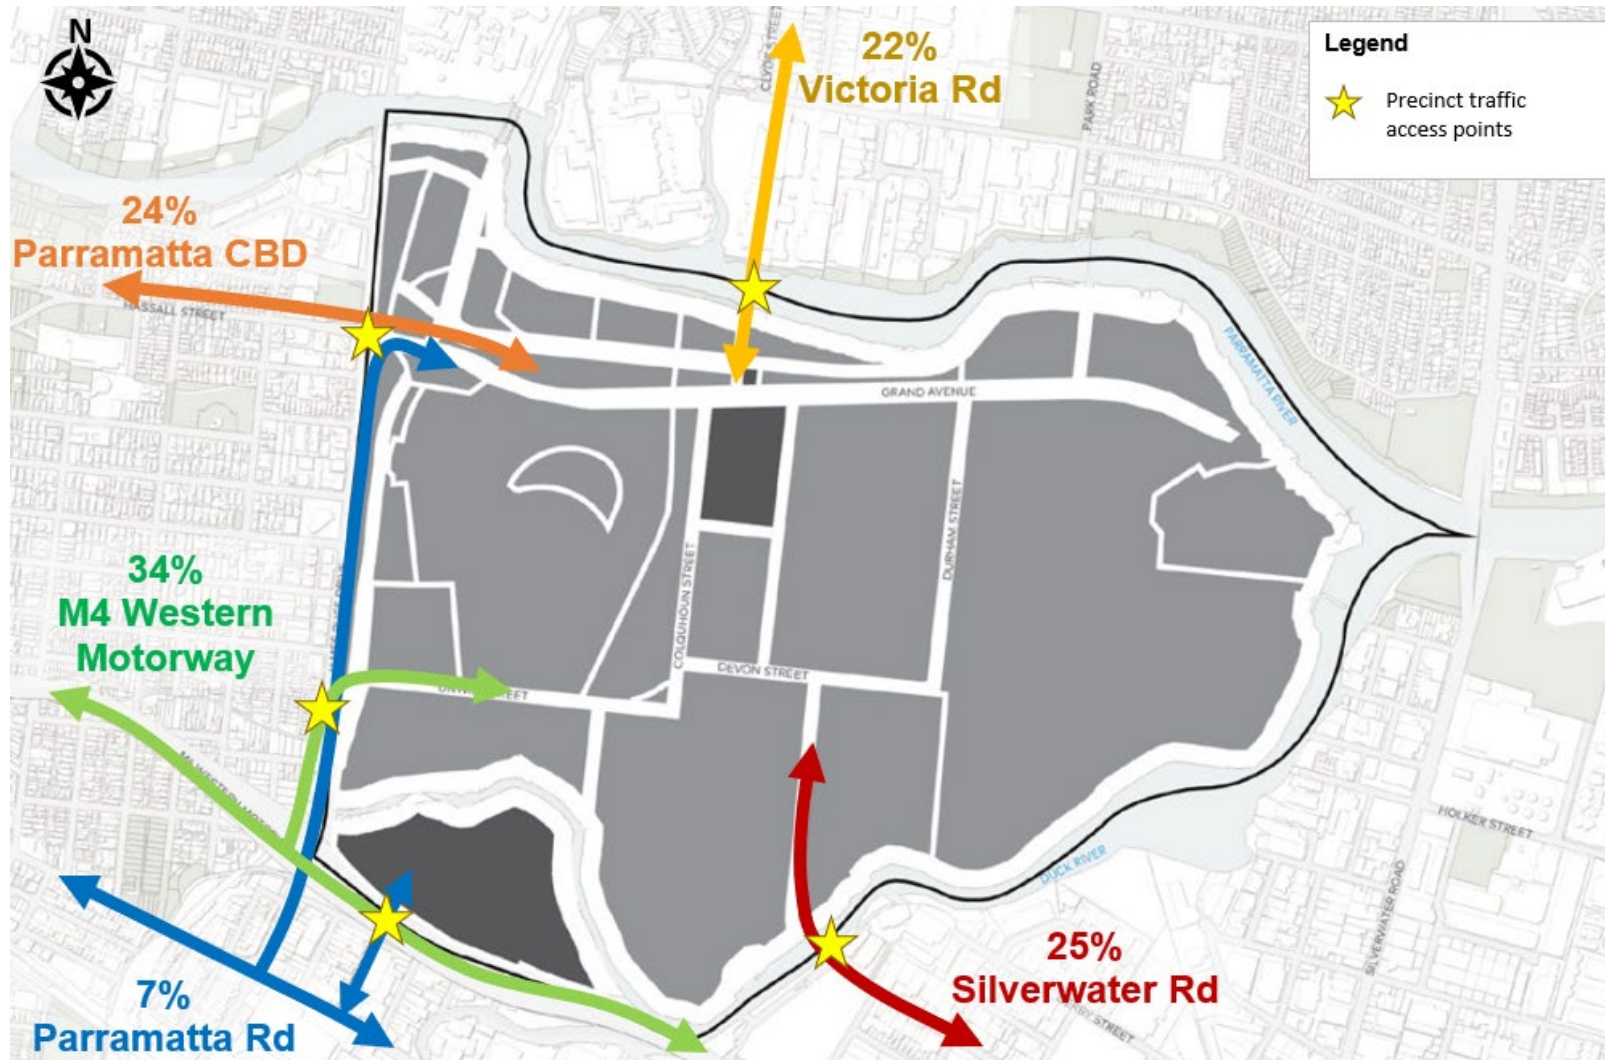 N
22%
Victoria Rd
Legend
Precinct traffic
access points
CLYDE STREET
PARK ROAD
24%
Parramatta CBD
HASSALL STREET
PARRAMATTA RIVER
GRAND AVENUE
DURHAM STREET
COLQUHOUN STREET
34%
M4 Western
Motorway
DEVON STREET
STREET
HOLKER STREET
DUCK RIVER
SILVERWATER ROAD
25%
Silverwater Rd
STREET
7%
Parramatta Rd